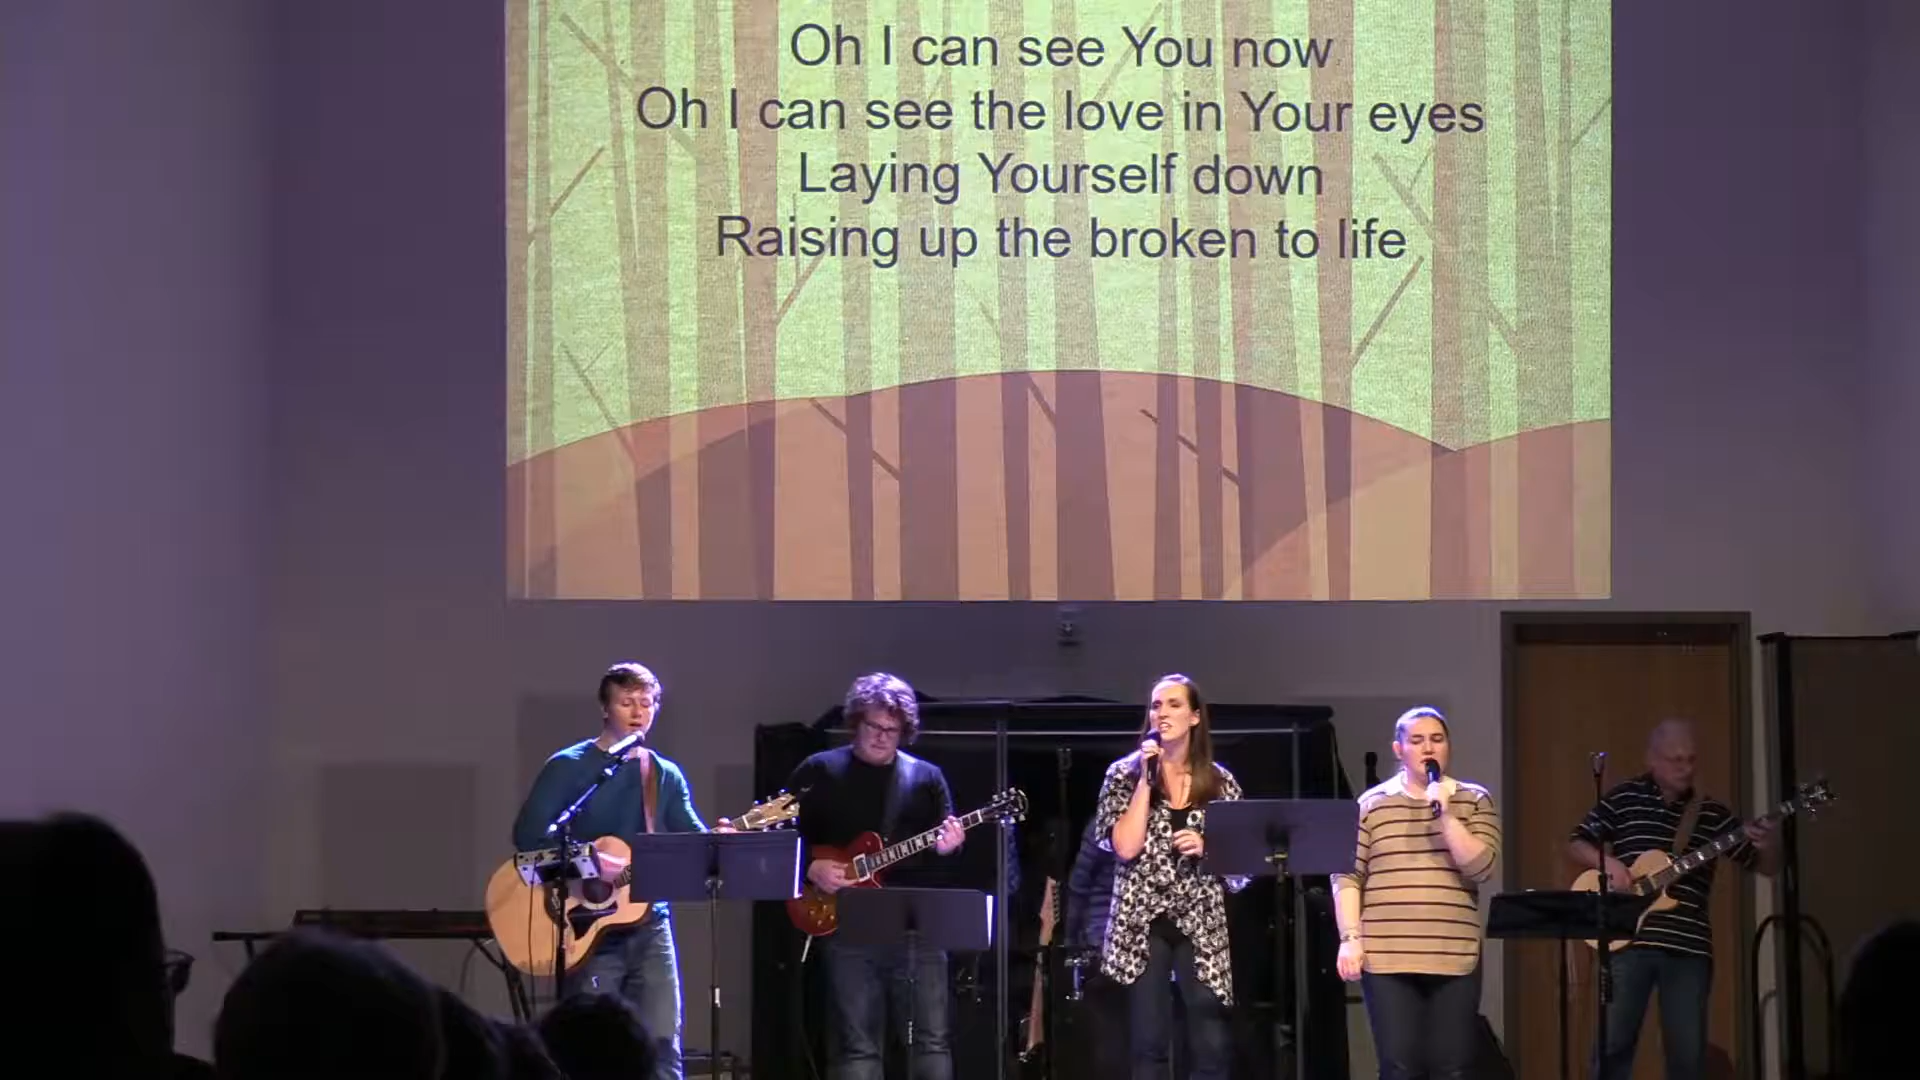 Oh I can see You now
Oh I can see the love in Your eyes
Laying Yourself down
Raising up the broken to life